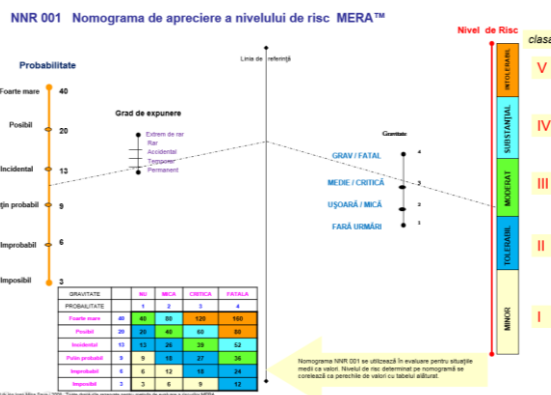 NNR 001 Nomograma de apreciere a nivelului de risc MERA™
Nivel de Risc
clasa
Linia de referință
Probabilitate
Foarte mare 40
Posibil 20
Incidental 13
țin probabil 9
Improbabil 6
Imposibil 3
Grad de expunere
Extrem de rar
Rar
Accidental
Temporar
Permanent
Gravitate
GRAV / FATAL 4
MEDIE / CRITICĂ 3
UȘOARĂ / MICĂ 2
FARĂ URMĂRI 1
INTOLERABIL V
SUBSTANȚIAL IV
MODERAT III
TOLERABIL II
MINOR I
GRAVITATE NU MICA CRITICA FATALA
PROBAILITATE 1 2 3 4
Foarte mare 40 40 80 120 160
Posibil 20 20 40 60 80
Incidental 13 13 26 39 52
Putin probabil 9 9 18 27 36
Improbabil 6 6 12 18 24
Imposibil 3 3 6 9 12
Nomograma NNR 001 se utilizează în evaluare pentru situațiile
medii ca valori. Nivelul de risc determinat pe nomogramă se
corelează ca perechile de valori cu tabelul alăturat.